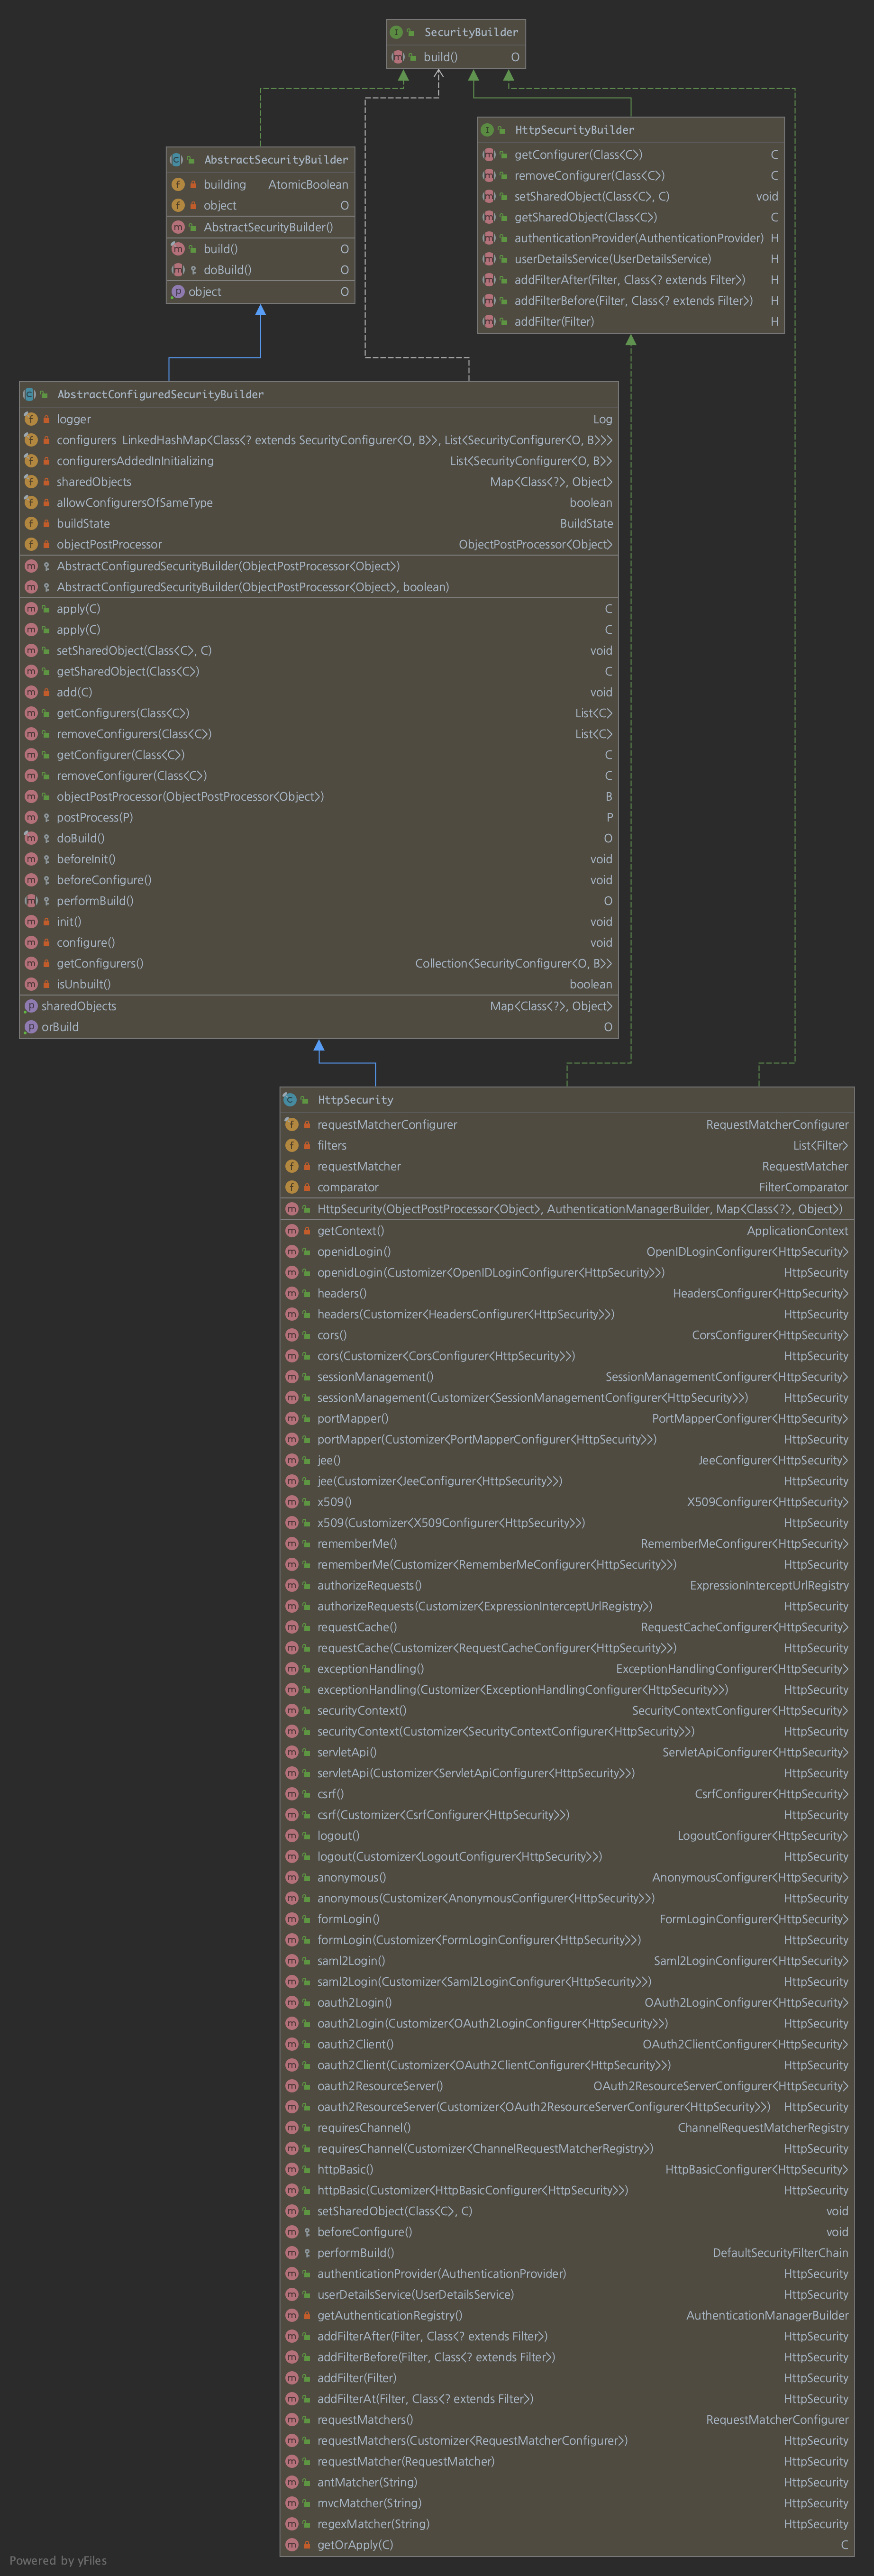 SecurityBuilder
build() O
AbstractSecurityBuilder
building AtomicBoolean
object O
AbstractSecurityBuilder()
build() O
doBuild() O
object O
HttpSecurityBuilder
getConfigurer(Class<C>) C
removeConfigurer(Class<C>) C
setSharedObject(Class<C>, C) void
getSharedObject(Class<C>) C
authenticationProvider(AuthenticationProvider) H
userDetailsService(UserDetailsService) H
addFilterAfter(Filter, Class<? extends Filter>) H
addFilterBefore(Filter, Class<? extends Filter>) H
addFilter(Filter) H
AbstractConfiguredSecurityBuilder
logger Log
configurers LinkedHashMap<Class<? extends SecurityConfigurer<O, B>>, List<SecurityConfigurer<O, B>>>
configurersAddedInInitializing List<SecurityConfigurer<O, B>>
sharedObjects Map<Class<?>, Object>
allowConfigurersOfSameType boolean
buildState BuildState
objectPostProcessor ObjectPostProcessor<Object>
AbstractConfiguredSecurityBuilder(ObjectPostProcessor<Object>)
AbstractConfiguredSecurityBuilder(ObjectPostProcessor<Object>, boolean)
apply(C) C
apply(C) C
setSharedObject(Class<C>, C) void
getSharedObject(Class<C>) C
add(C) void
getConfigurers(Class<C>) List<C>
removeConfigurers(Class<C>) List<C>
getConfigurer(Class<C>) C
removeConfigurer(Class<C>) C
objectPostProcessor(ObjectPostProcessor<Object>) B
postProcess(P) P
doBuild() O
beforeInit() void
beforeConfigure() void
performBuild() O
init() void
configure() void
getConfigurers() Collection<SecurityConfigurer<O, B>>
isUnbuilt() boolean
sharedObjects Map<Class<?>, Object>
orBuild O
HttpSecurity
requestMatcherConfigurer RequestMatcherConfigurer
filters List<Filter>
requestMatcher RequestMatcher
comparator FilterComparator
HttpSecurity(ObjectPostProcessor<Object>, AuthenticationManagerBuilder, Map<Class<?>, Object>)
getContext() ApplicationContext
openidLogin() OpenIDLoginConfigurer<HttpSecurity>
openidLogin(Customizer<OpenIDLoginConfigurer<HttpSecurity>>) HttpSecurity
headers() HeadersConfigurer<HttpSecurity>
headers(Customizer<HeadersConfigurer<HttpSecurity>>) HttpSecurity
cors() CorsConfigurer<HttpSecurity>
cors(Customizer<CorsConfigurer<HttpSecurity>>) HttpSecurity
sessionManagement() SessionManagementConfigurer<HttpSecurity>
sessionManagement(Customizer<SessionManagementConfigurer<HttpSecurity>>) HttpSecurity
portMapper() PortMapperConfigurer<HttpSecurity>
portMapper(Customizer<PortMapperConfigurer<HttpSecurity>>) HttpSecurity
jee() JeeConfigurer<HttpSecurity>
jee(Customizer<JeeConfigurer<HttpSecurity>>) HttpSecurity
x509() X509Configurer<HttpSecurity>
x509(Customizer<X509Configurer<HttpSecurity>>) HttpSecurity
rememberMe() RememberMeConfigurer<HttpSecurity>
rememberMe(Customizer<RememberMeConfigurer<HttpSecurity>>) HttpSecurity
authorizeRequests() ExpressionInterceptUrlRegistry
authorizeRequests(Customizer<ExpressionInterceptUrlRegistry>) HttpSecurity
requestCache() RequestCacheConfigurer<HttpSecurity>
requestCache(Customizer<RequestCacheConfigurer<HttpSecurity>>) HttpSecurity
exceptionHandling() ExceptionHandlingConfigurer<HttpSecurity>
exceptionHandling(Customizer<ExceptionHandlingConfigurer<HttpSecurity>>) HttpSecurity
securityContext() SecurityContextConfigurer<HttpSecurity>
securityContext(Customizer<SecurityContextConfigurer<HttpSecurity>>) HttpSecurity
servletApi() ServletApiConfigurer<HttpSecurity>
servletApi(Customizer<ServletApiConfigurer<HttpSecurity>>) HttpSecurity
csrf() CsrfConfigurer<HttpSecurity>
csrf(Customizer<CsrfConfigurer<HttpSecurity>>) HttpSecurity
logout() LogoutConfigurer<HttpSecurity>
logout(Customizer<LogoutConfigurer<HttpSecurity>>) HttpSecurity
anonymous() AnonymousConfigurer<HttpSecurity>
anonymous(Customizer<AnonymousConfigurer<HttpSecurity>>) HttpSecurity
formLogin() FormLoginConfigurer<HttpSecurity>
formLogin(Customizer<FormLoginConfigurer<HttpSecurity>>) HttpSecurity
saml2Login() Saml2LoginConfigurer<HttpSecurity>
saml2Login(Customizer<Saml2LoginConfigurer<HttpSecurity>>) HttpSecurity
oauth2Login() OAuth2LoginConfigurer<HttpSecurity>
oauth2Login(Customizer<OAuth2LoginConfigurer<HttpSecurity>>) HttpSecurity
oauth2Client() OAuth2ClientConfigurer<HttpSecurity>
oauth2Client(Customizer<OAuth2ClientConfigurer<HttpSecurity>>) HttpSecurity
oauth2ResourceServer() OAuth2ResourceServerConfigurer<HttpSecurity>
oauth2ResourceServer(Customizer<OAuth2ResourceServerConfigurer<HttpSecurity>>) HttpSecurity
requiresChannel() ChannelRequestMatcherRegistry
requiresChannel(Customizer<ChannelRequestMatcherRegistry>) HttpSecurity
httpBasic() HttpBasicConfigurer<HttpSecurity>
httpBasic(Customizer<HttpBasicConfigurer<HttpSecurity>>) HttpSecurity
setSharedObject(Class<C>, C) void
beforeConfigure() void
performBuild() DefaultSecurityFilterChain
authenticationProvider(AuthenticationProvider) HttpSecurity
userDetailsService(UserDetailsService) HttpSecurity
getAuthenticationRegistry() AuthenticationManagerBuilder
addFilterAfter(Filter, Class<? extends Filter>) HttpSecurity
addFilterBefore(Filter, Class<? extends Filter>) HttpSecurity
addFilter(Filter) HttpSecurity
addFilterAt(Filter, Class<? extends Filter>) HttpSecurity
requestMatchers() RequestMatcherConfigurer
requestMatchers(Customizer<RequestMatcherConfigurer>) HttpSecurity
requestMatcher(RequestMatcher) HttpSecurity
antMatcher(String) HttpSecurity
mvcMatcher(String) HttpSecurity
regexMatcher(String) HttpSecurity
getOrApply(C) C
Powered by yFiles